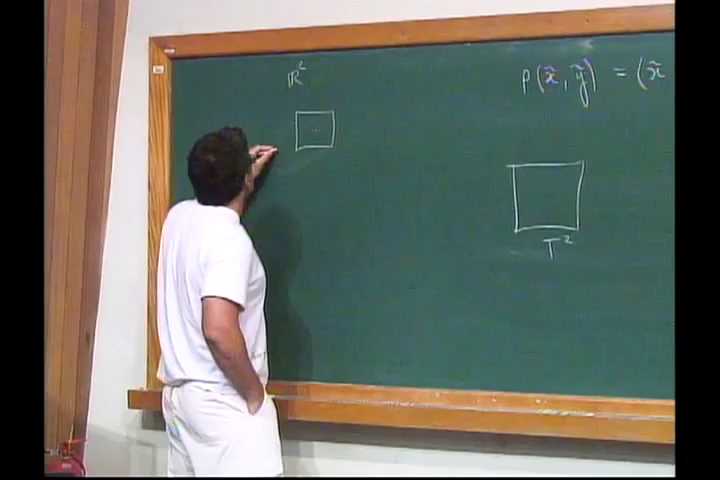 ℝ²
p(x̃, ỹ) = (x̃
T²